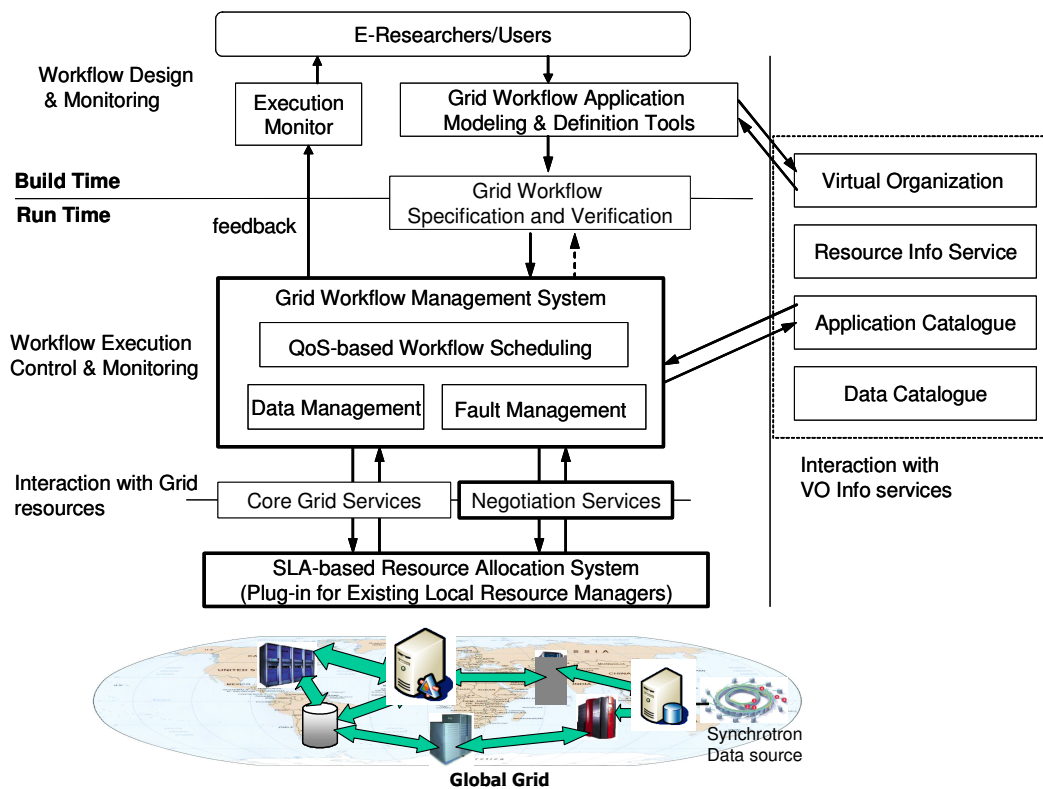 E-Researchers/Users
Workflow Design
& Monitoring
Execution
Monitor
Grid Workflow Application
Modeling & Definition Tools
Build Time
Run Time
Grid Workflow
Specification and Verification
feedback
Virtual Organization
Resource Info Service
Application Catalogue
Data Catalogue
Interaction with
VO Info services
Grid Workflow Management System
QoS-based Workflow Scheduling
Data Management
Fault Management
Workflow Execution
Control & Monitoring
Interaction with Grid
resources
Core Grid Services
Negotiation Services
SLA-based Resource Allocation System
(Plug-in for Existing Local Resource Managers)
Synchrotron
Data source
Global Grid